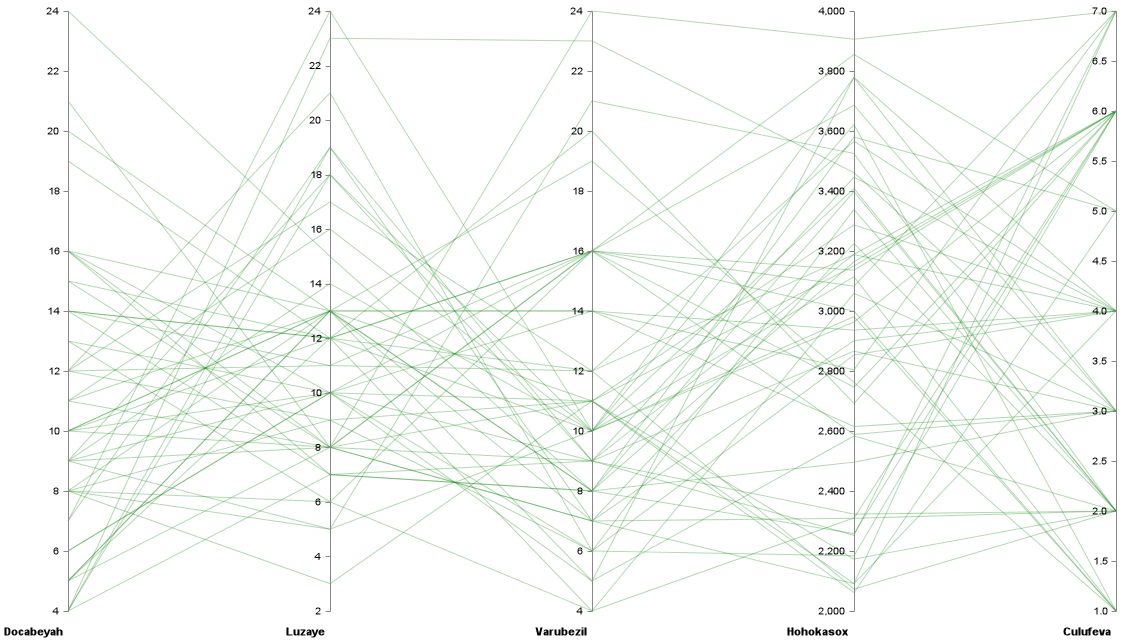 24 24 24 4,000 7.0
22 22 22 3,800 6.5
20 20 20 3,600 6.0
18 18 18 3,400 5.5
16 16 16 3,200 5.0
14 14 14 3,000 4.5
12 12 12 2,800 4.0
10 10 10 2,600 3.5
8 8 8 2,400 3.0
6 6 6 2,200 2.5
4 4 4 2,000 2.0
2 1.5
1.0
Docabeyah Luzaye Varubezil Hohokasox Culufeva